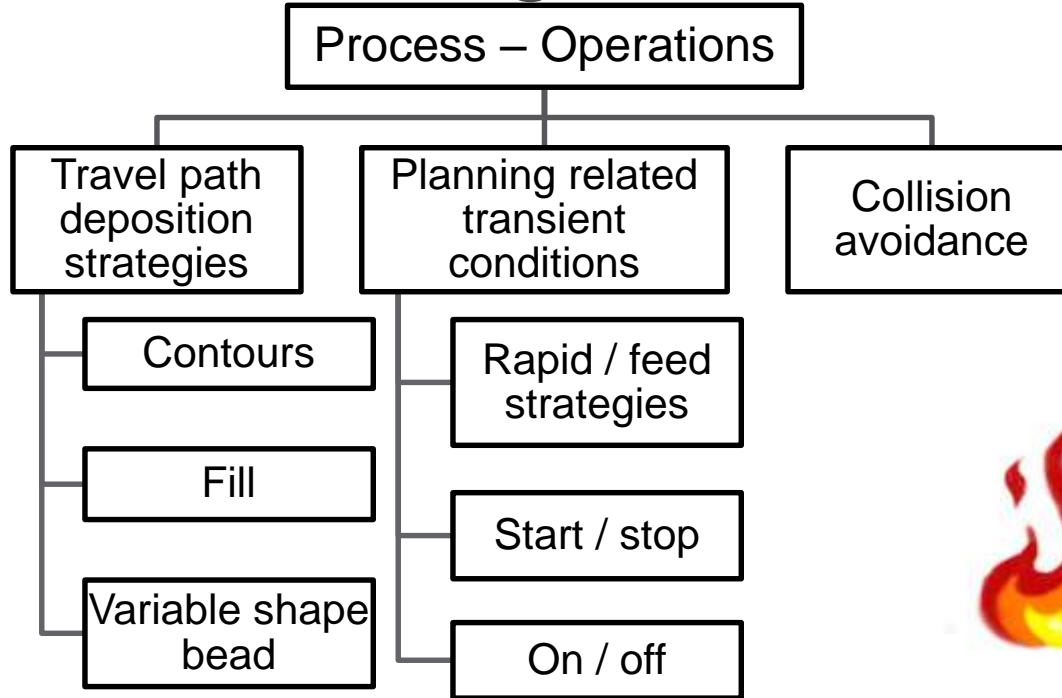 Process – Operations
Travel path
deposition
strategies
Contours
Fill
Variable shape
bead
Planning related
transient
conditions
Rapid / feed
strategies
Start / stop
On / off
Collision
avoidance